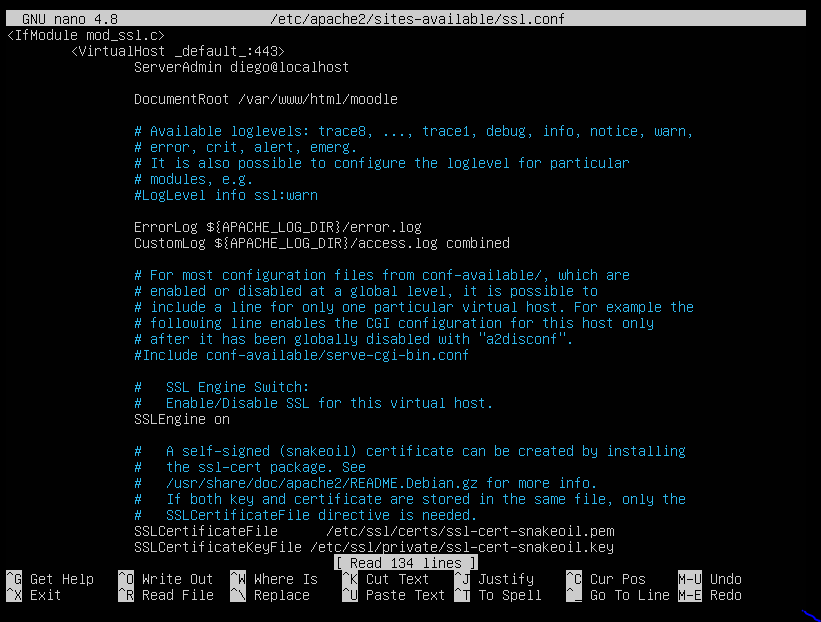 GNU nano 4.8 /etc/apache2/sites-available/ssl.conf
<IfModule mod_ssl.c>
<VirtualHost _default_:443>
ServerAdmin diego@localhost
DocumentRoot /var/www/html/moodle
# Available loglevels: trace8, ..., trace1, debug, info, notice, warn,
# error, crit, alert, emerg.
# It is also possible to configure the loglevel for particular
# modules, e.g.
#LogLevel info ssl:warn
ErrorLog ${APACHE_LOG_DIR}/error.log
CustomLog ${APACHE_LOG_DIR}/access.log combined
# For most configuration files from conf-available/, which are
# enabled or disabled at a global level, it is possible to
# include a line for only one particular virtual host. For example the
# following line enables the CGI configuration for this host only
# after it has been globally disabled with "a2disconf".
#Include conf-available/serve-cgi-bin.conf
# SSL Engine Switch:
# Enable/Disable SSL for this virtual host.
SSLEngine on
# A self-signed (snakeoil) certificate can be created by installing
# the ssl-cert package. See
# /usr/share/doc/apache2/README.Debian.gz for more info.
# If both key and certificate are stored in the same file, only the
# SSLCertificateFile directive is needed.
SSLCertificateFile /etc/ssl/certs/ssl-cert-snakeoil.pem
SSLCertificateKeyFile /etc/ssl/private/ssl-cert-snakeoil.key
[ Read 134 lines ]
^G Get Help ^O Write Out ^W Where Is ^K Cut Text ^J Justify ^C Cur Pos M-U Undo
^X Exit ^R Read File ^\ Replace ^U Paste Text ^T To Spell ^_ Go To Line M-E Redo